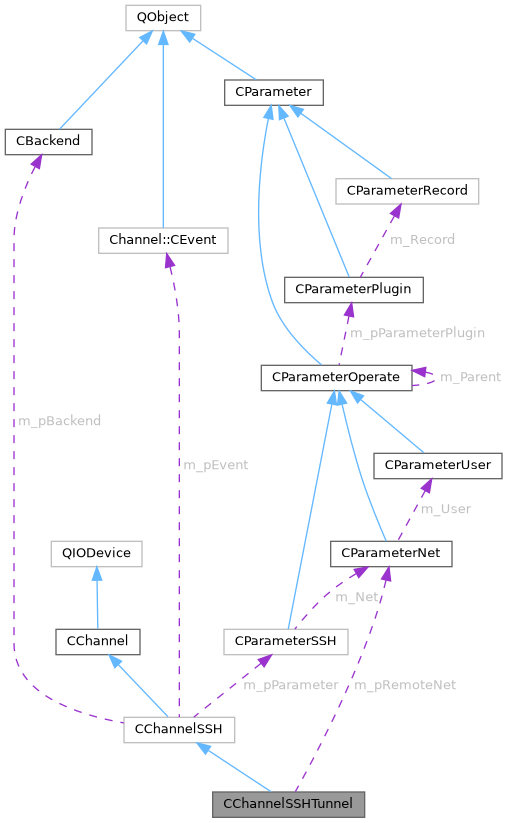 QObject
CParameter
CBackend
CParameterRecord
Channel::CEvent
m_Record
CParameterPlugin
m_pParameterPlugin
CParameterOperate
m_Parent
m_pBackend
m_pEvent
CParameterUser
m_User
QIODevice
CParameterNet
m_Net
CChannel
CParameterSSH
m_pParameter
m_pRemoteNet
CChannelSSH
CChannelSSHTunnel